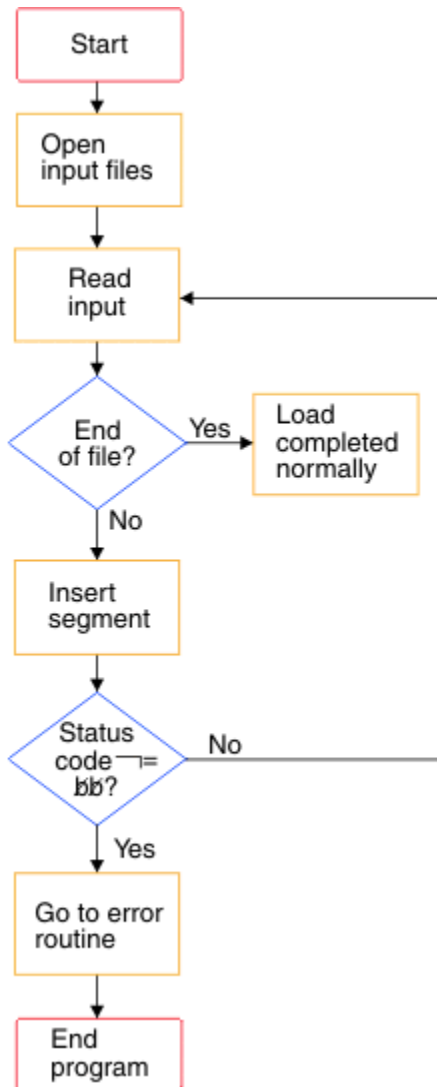 Start
Open
input files
Read
input
End
of file?
Yes
Load
completed
normally
No
Insert
segment
Status
code ¬=
b̸b̸?
No
Yes
Go to error
routine
End
program